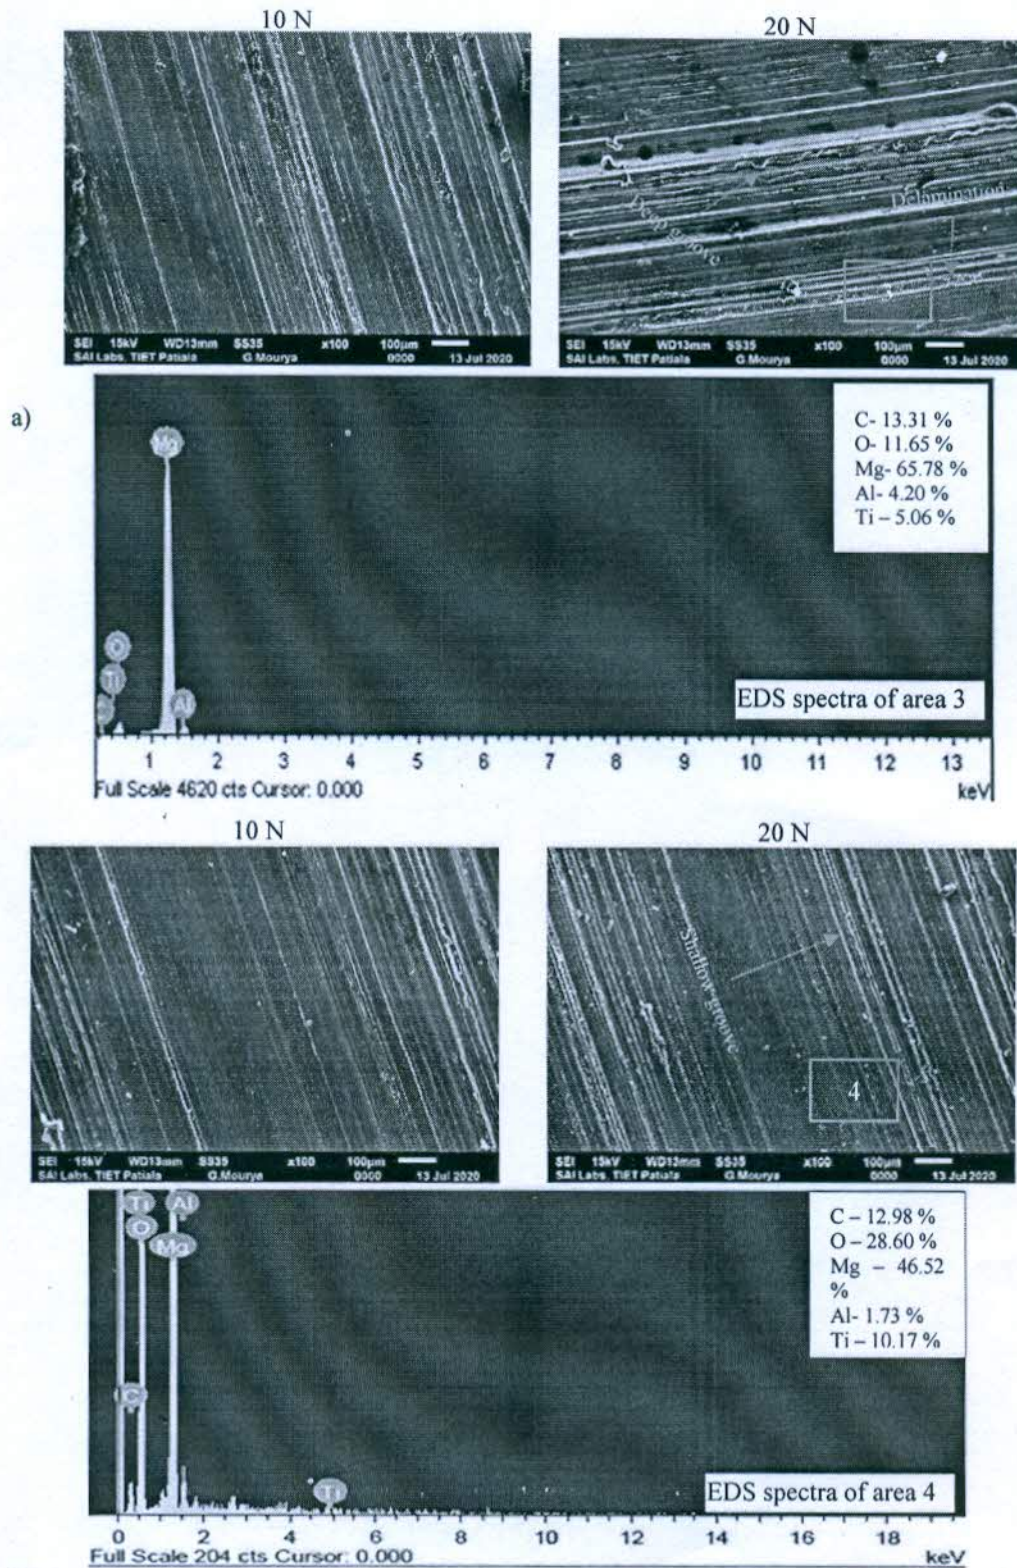 10 N
20 N
Delamination
SEI 15kV WD13mm SS35 x100 100µm 0000 13 Jul 2020
SAI Labs, TIET Patiala G.Mourya
SEI 15kV WD13mm SS35 x100 100µm 0000 13 Jul 2020
SAI Labs, TIET Patiala G.Mourya
a)
C- 13.31 %
O- 11.65 %
Mg- 65.78 %
Al- 4.20 %
Ti – 5.06 %
Mg
O
Ti
Al
EDS spectra of area 3
1 2 3 4 5 6 7 8 9 10 11 12 13
Full Scale 4620 cts Cursor: 0.000 keV
10 N
20 N
Shallow groove
4
SEI 15kV WD13mm SS35 x100 100µm 0000 13 Jul 2020
SAI Labs, TIET Patiala G.Mourya
SEI 15kV WD13mm SS35 x100 100µm 0000 13 Jul 2020
SAI Labs, TIET Patiala G.Mourya
Ti Al
O
Mg
C
Ti
C – 12.98 %
O – 28.60 %
Mg – 46.52
%
Al- 1.73 %
Ti – 10.17 %
EDS spectra of area 4
0 2 4 6 8 10 12 14 16 18
Full Scale 204 cts Cursor: 0.000 keV